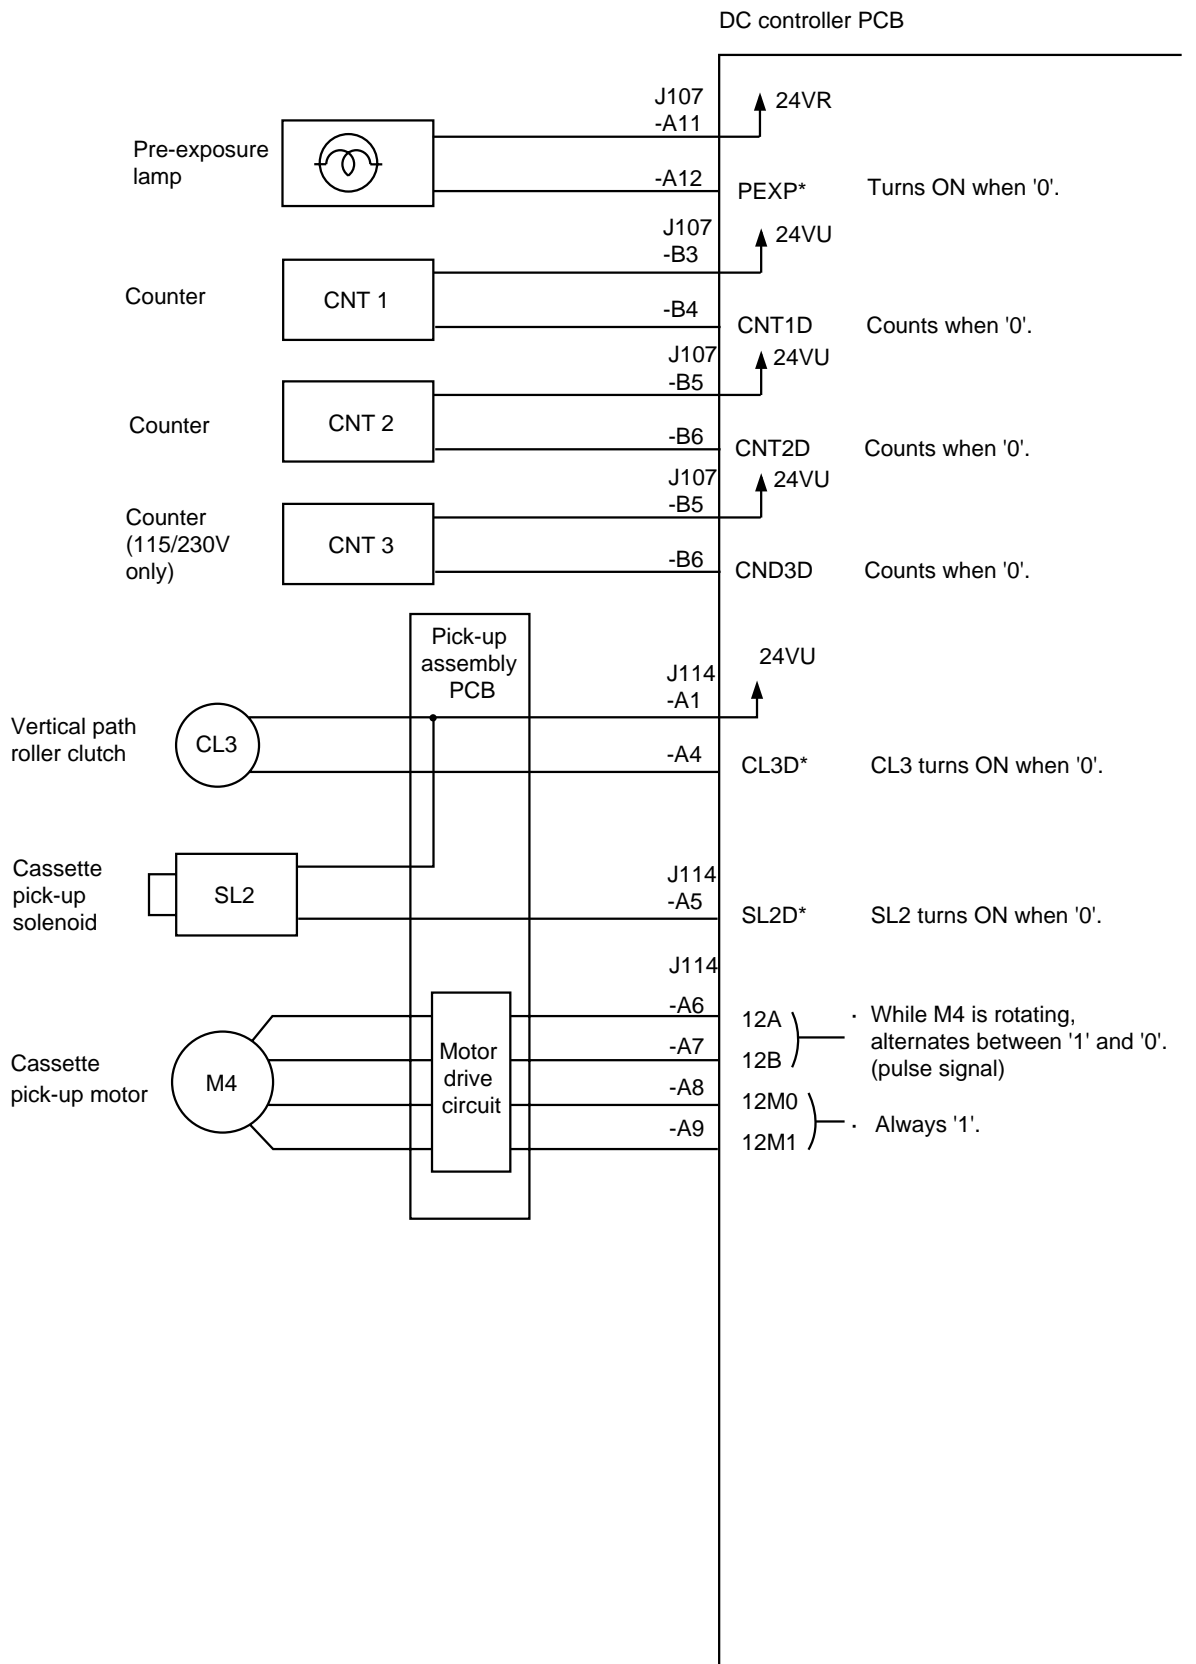 DC controller PCB
J107
-A11
24VR
Pre-exposure
lamp
-A12
PEXP*
Turns ON when '0'.
J107
-B3
24VU
Counter
CNT 1
-B4
CNT1D
Counts when '0'.
J107
-B5
24VU
Counter
CNT 2
-B6
CNT2D
Counts when '0'.
J107
-B5
24VU
Counter
(115/230V
only)
CNT 3
-B6
CND3D
Counts when '0'.
Pick-up
assembly
PCB
J114
-A1
24VU
Vertical path
roller clutch
CL3
-A4
CL3D*
CL3 turns ON when '0'.
Cassette
pick-up
solenoid
SL2
J114
-A5
SL2D*
SL2 turns ON when '0'.
J114
-A6
12A
· While M4 is rotating,
alternates between '1' and '0'.
(pulse signal)
-A7
12B
Cassette
pick-up motor
M4
Motor
drive
circuit
-A8
12M0
· Always '1'.
-A9
12M1